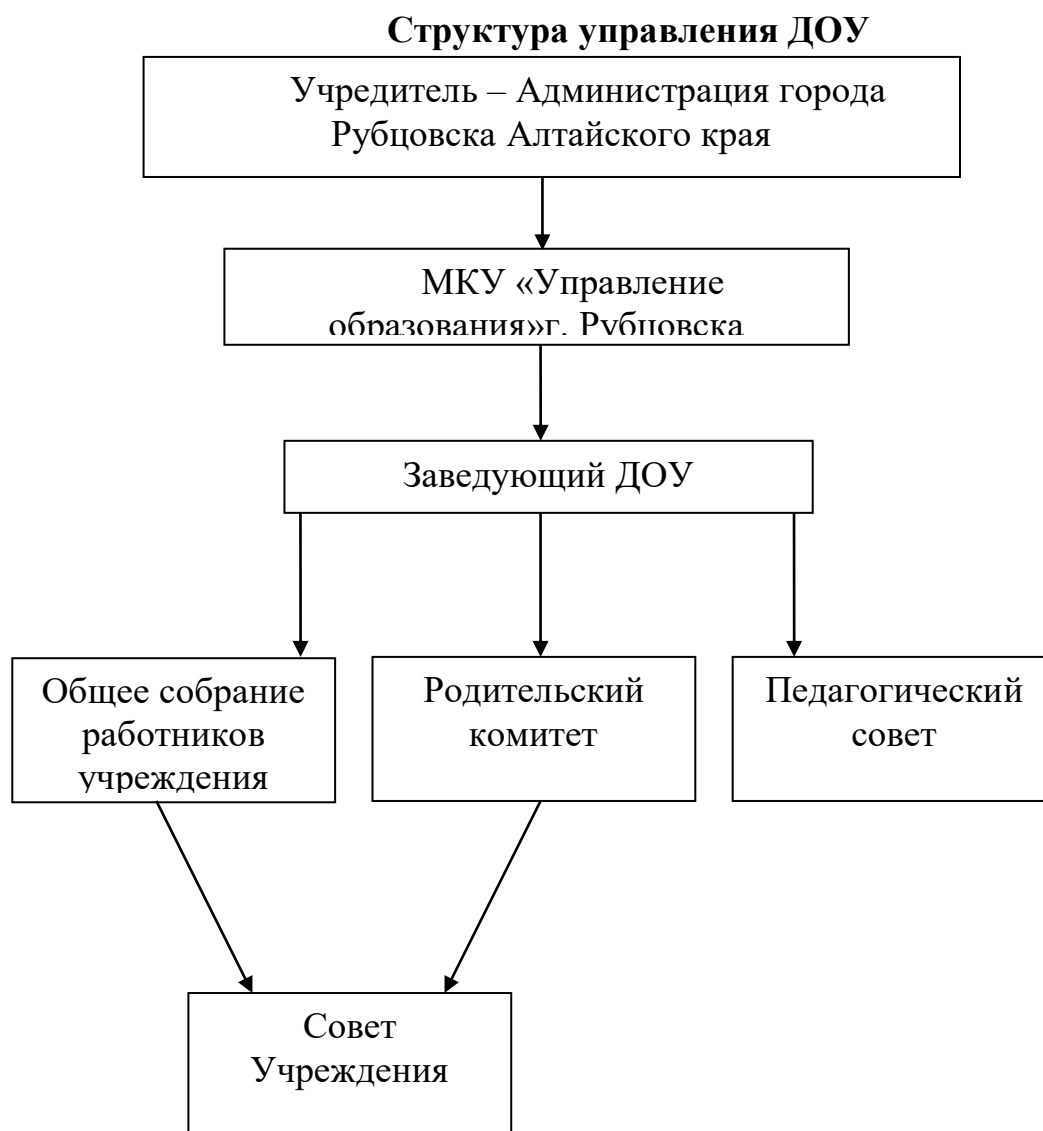 Структура управления ДОУ
Учредитель – Администрация города
Рубцовска Алтайского края
МКУ «Управление
образования»г. Рубцовска
Заведующий ДОУ
Общее собрание
работников
учреждения
Родительский
комитет
Педагогический
совет
Совет
Учреждения